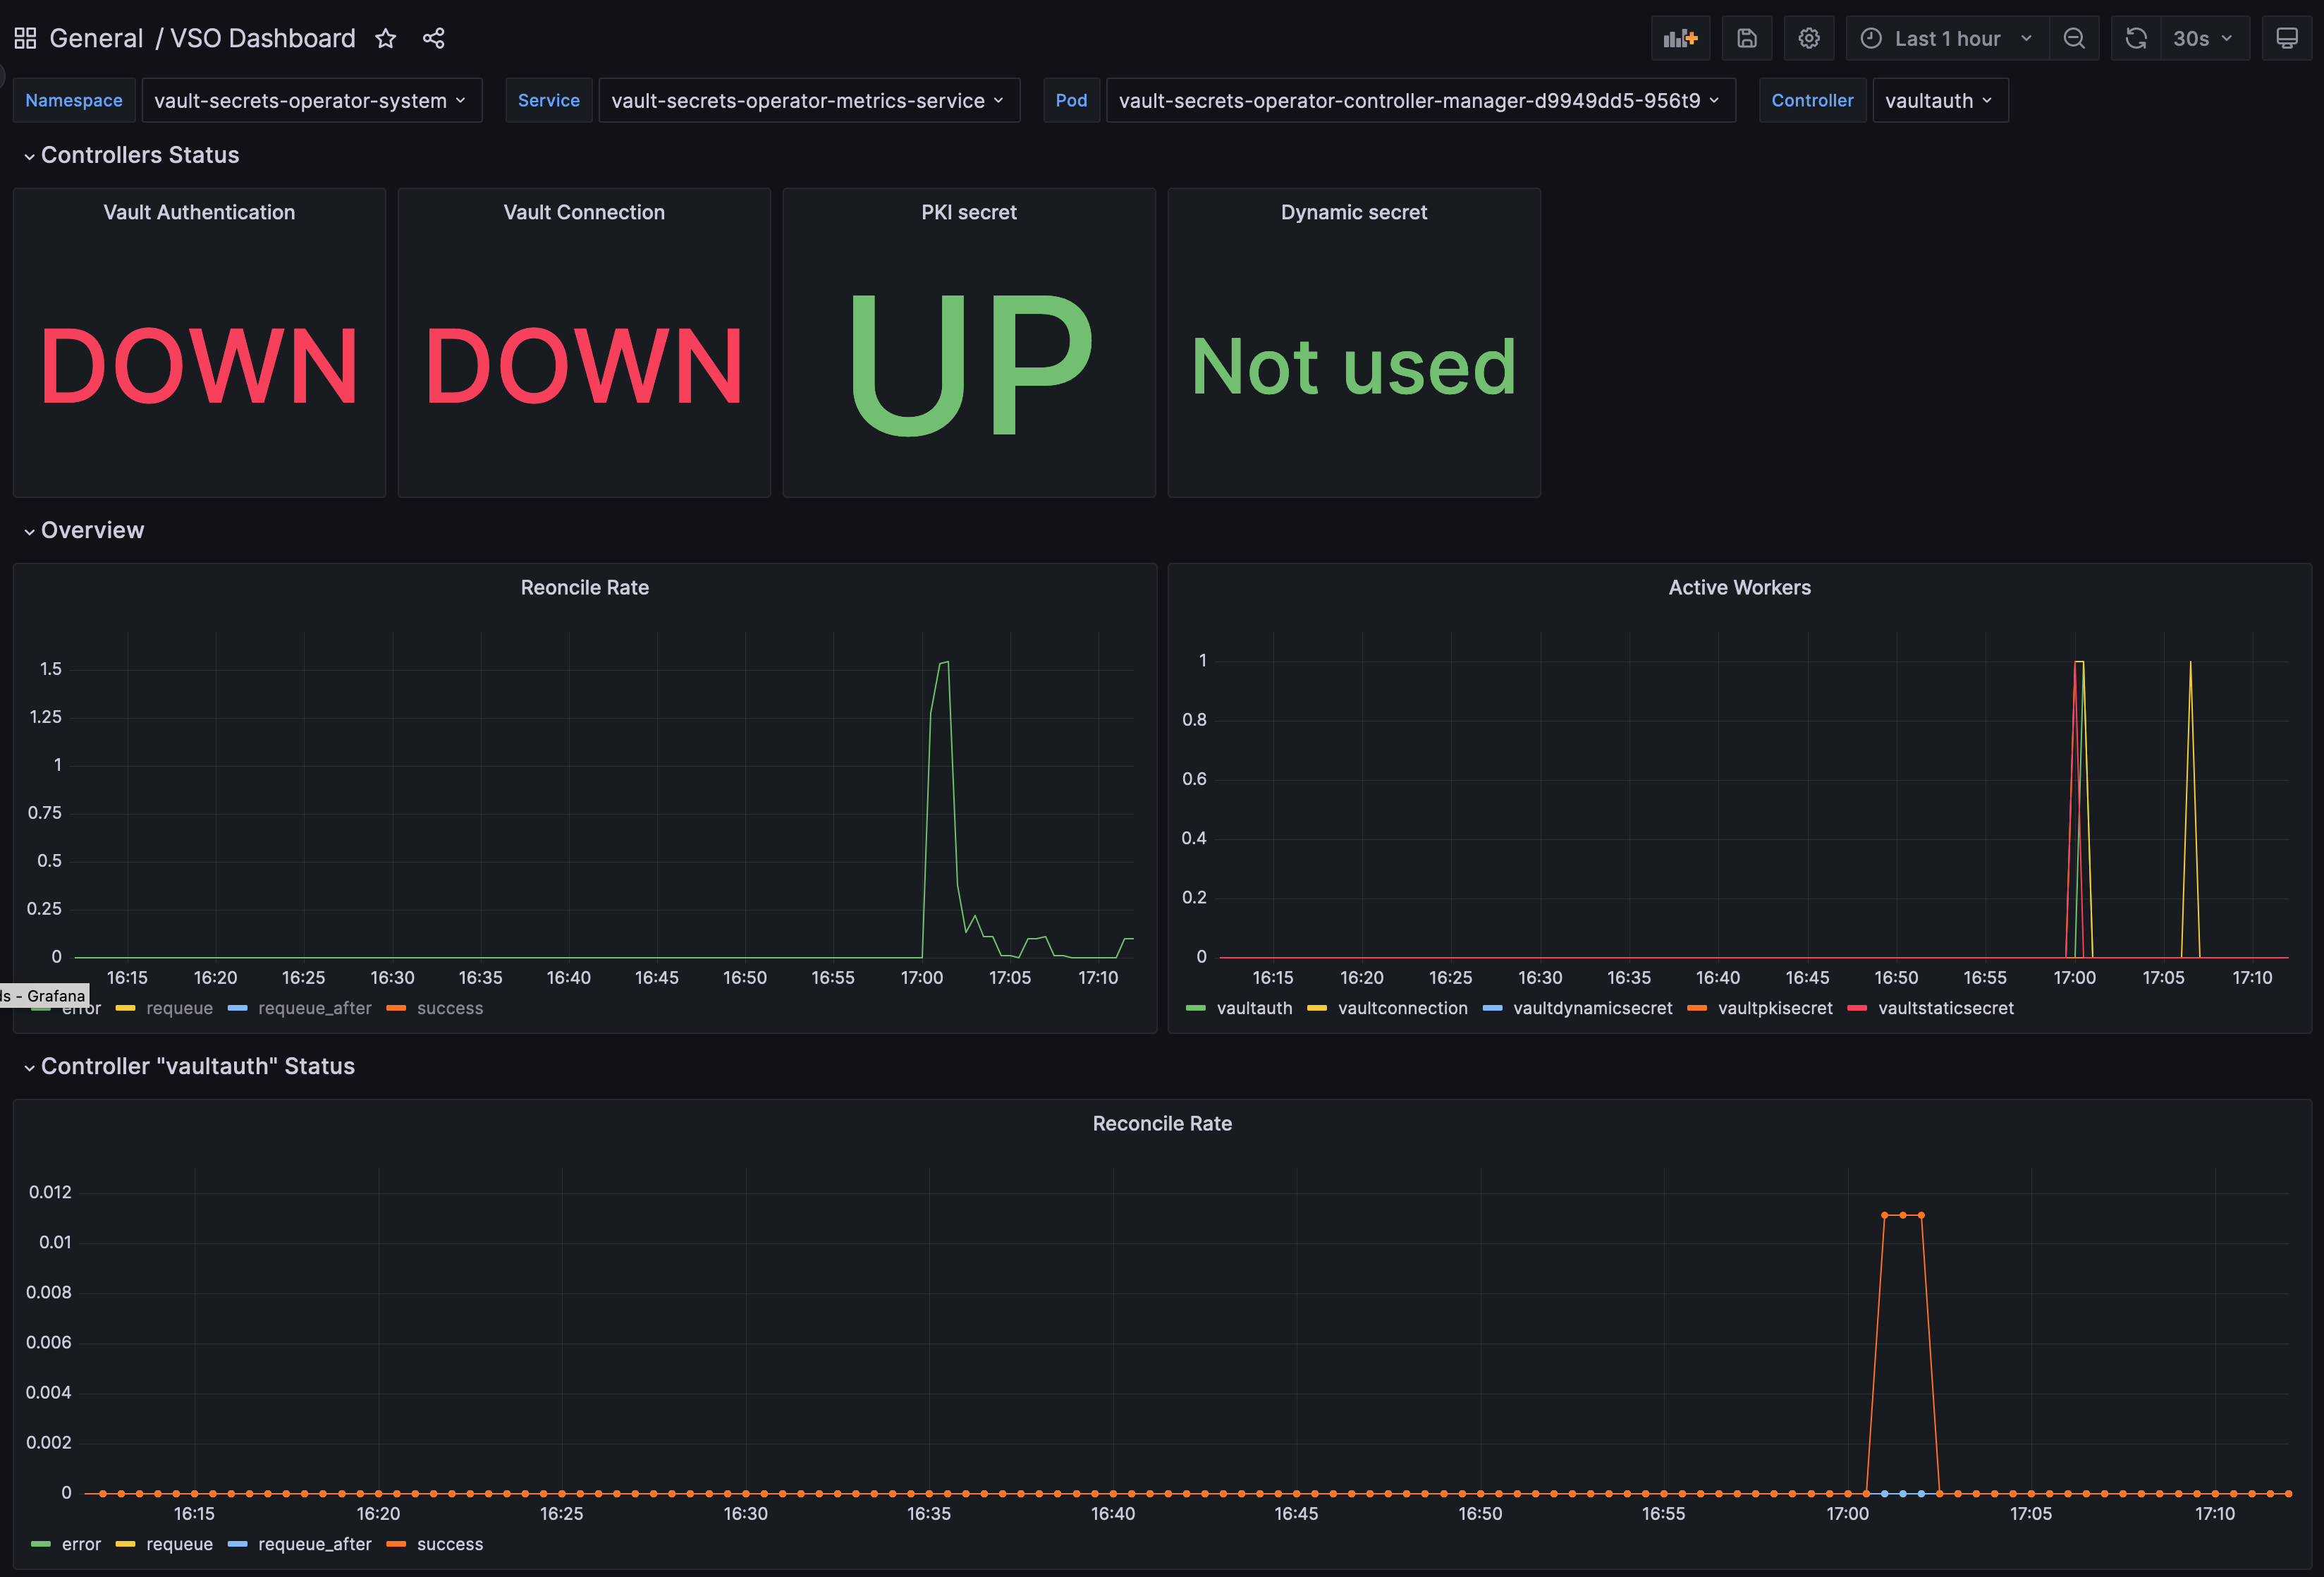 General / VSO Dashboard
Last 1 hour
30s
Namespace vault-secrets-operator-system Service vault-secrets-operator-metrics-service Pod vault-secrets-operator-controller-manager-d9949dd5-956t9 Controller vaultauth
Controllers Status
Vault Authentication
DOWN
Vault Connection
DOWN
PKI secret
UP
Dynamic secret
Not used
Overview
Reoncile Rate
1.5
1.25
1
0.75
0.5
0.25
0
16:15 16:20 16:25 16:30 16:35 16:40 16:45 16:50 16:55 17:00 17:05 17:10
ds - Grafana
error requeue requeue_after success
Active Workers
1
0.8
0.6
0.4
0.2
0
16:15 16:20 16:25 16:30 16:35 16:40 16:45 16:50 16:55 17:00 17:05 17:10
vaultauth vaultconnection vaultdynamicsecret vaultpkisecret vaultstaticsecret
Controller "vaultauth" Status
Reconcile Rate
0.012
0.01
0.008
0.006
0.004
0.002
0
16:15 16:20 16:25 16:30 16:35 16:40 16:45 16:50 16:55 17:00 17:05 17:10
error requeue requeue_after success